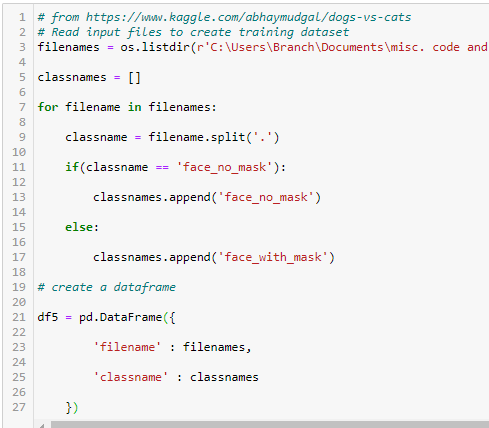 1 # from https://www.kaggle.com/abhaymudgal/dogs-vs-cats
2 # Read input files to create training dataset
3 filenames = os.listdir(r'C:\Users\Branch\Documents\misc. code and
4
5 classnames = []
6
7 for filename in filenames:
8
9 classname = filename.split('.')
10
11 if(classname == 'face_no_mask'):
12
13 classnames.append('face_no_mask')
14
15 else:
16
17 classnames.append('face_with_mask')
18
19 # create a dataframe
20
21 df5 = pd.DataFrame({
22
23 'filename' : filenames,
24
25 'classname' : classnames
26
27 })